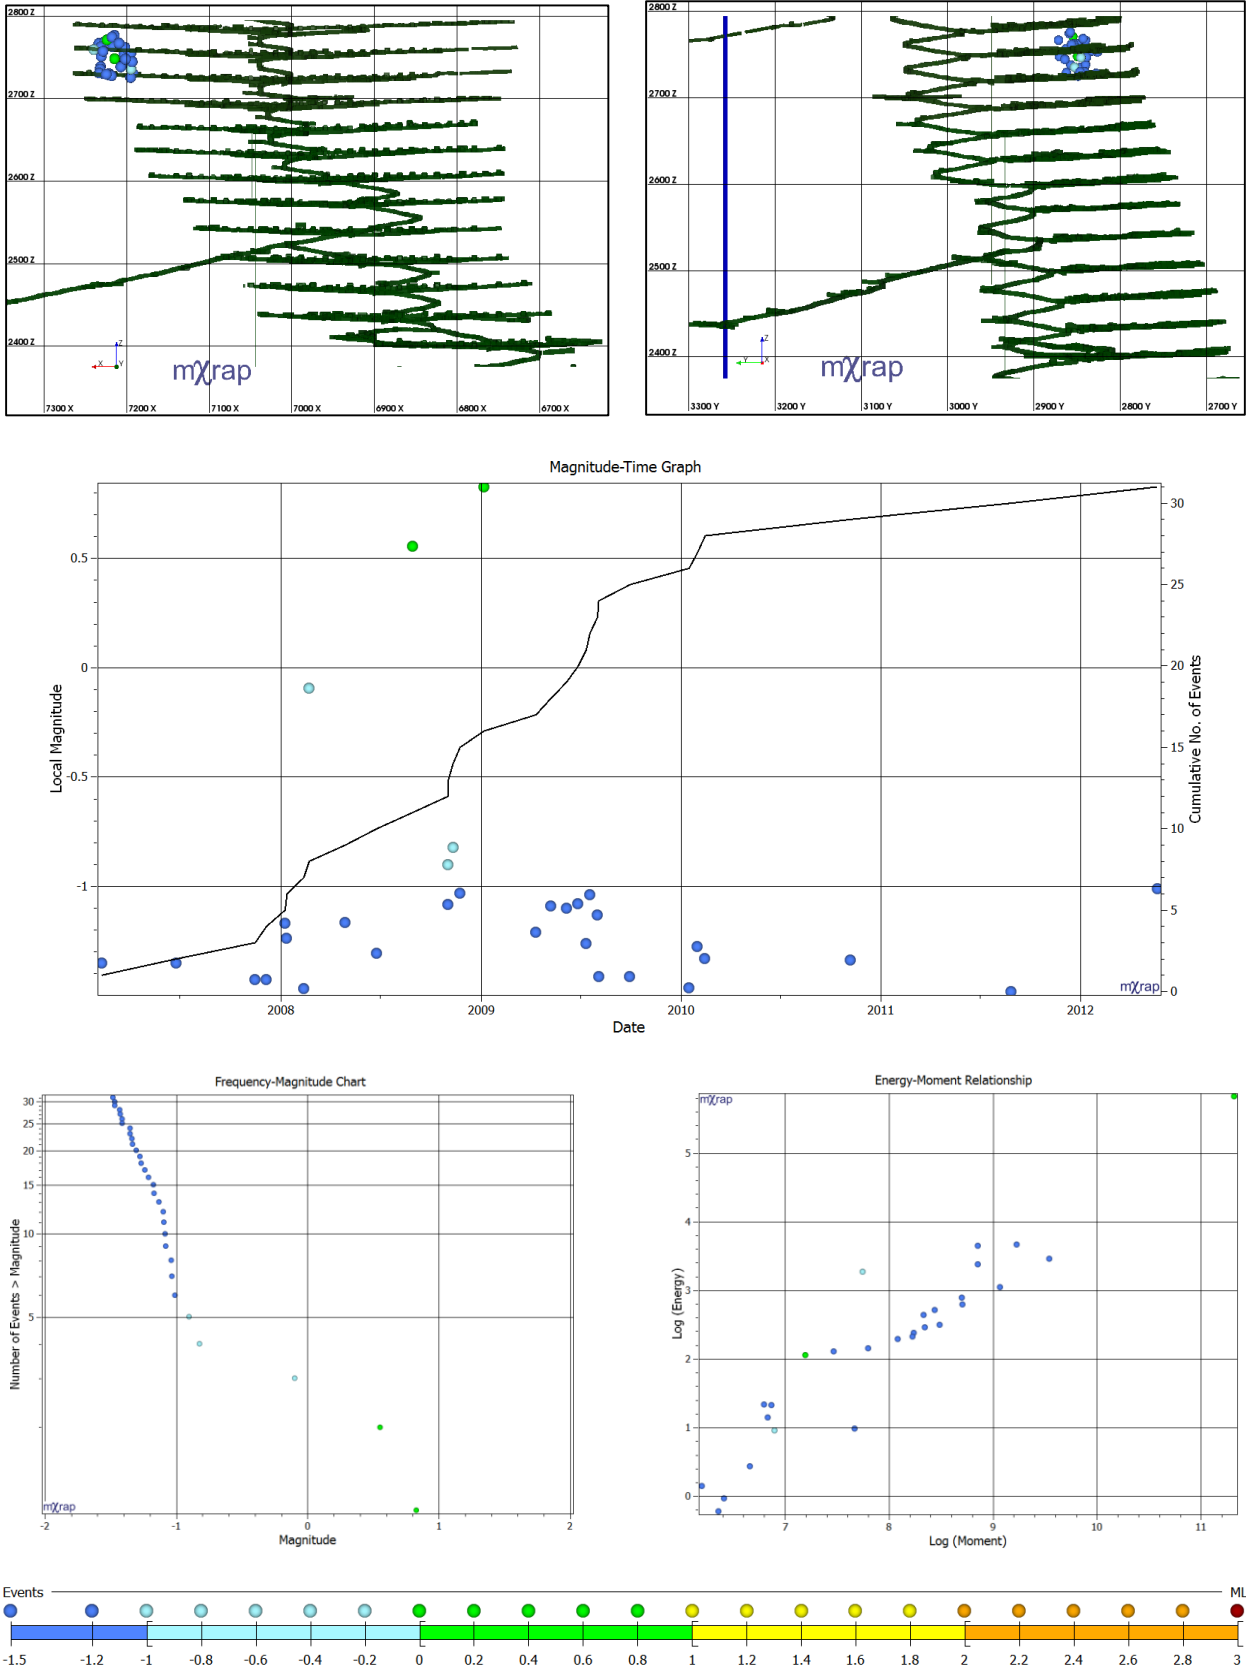 2800 Z
2700 Z
2600 Z
2500 Z
2400 Z
Z
X
Y
mχrap
7300 X
7200 X
7100 X
7000 X
6900 X
6800 X
6700 X
2800 Z
2700 Z
2600 Z
2500 Z
2400 Z
Z
Y
X
mχrap
3300 Y
3200 Y
3100 Y
3000 Y
2900 Y
2800 Y
2700 Y
Magnitude-Time Graph
Local Magnitude
0.5
0
-0.5
-1
Cumulative No. of Events
30
25
20
15
10
5
0
mχrap
2008
2009
2010
2011
2012
Date
Frequency-Magnitude Chart
Number of Events > Magnitude
30
25
20
15
10
5
mχrap
-2
-1
0
1
2
Magnitude
Energy-Moment Relationship
mχrap
Log (Energy)
5
4
3
2
1
0
7
8
9
10
11
Log (Moment)
Events
ML
-1.5
-1.2
-1
-0.8
-0.6
-0.4
-0.2
0
0.2
0.4
0.6
0.8
1
1.2
1.4
1.6
1.8
2
2.2
2.4
2.6
2.8
3